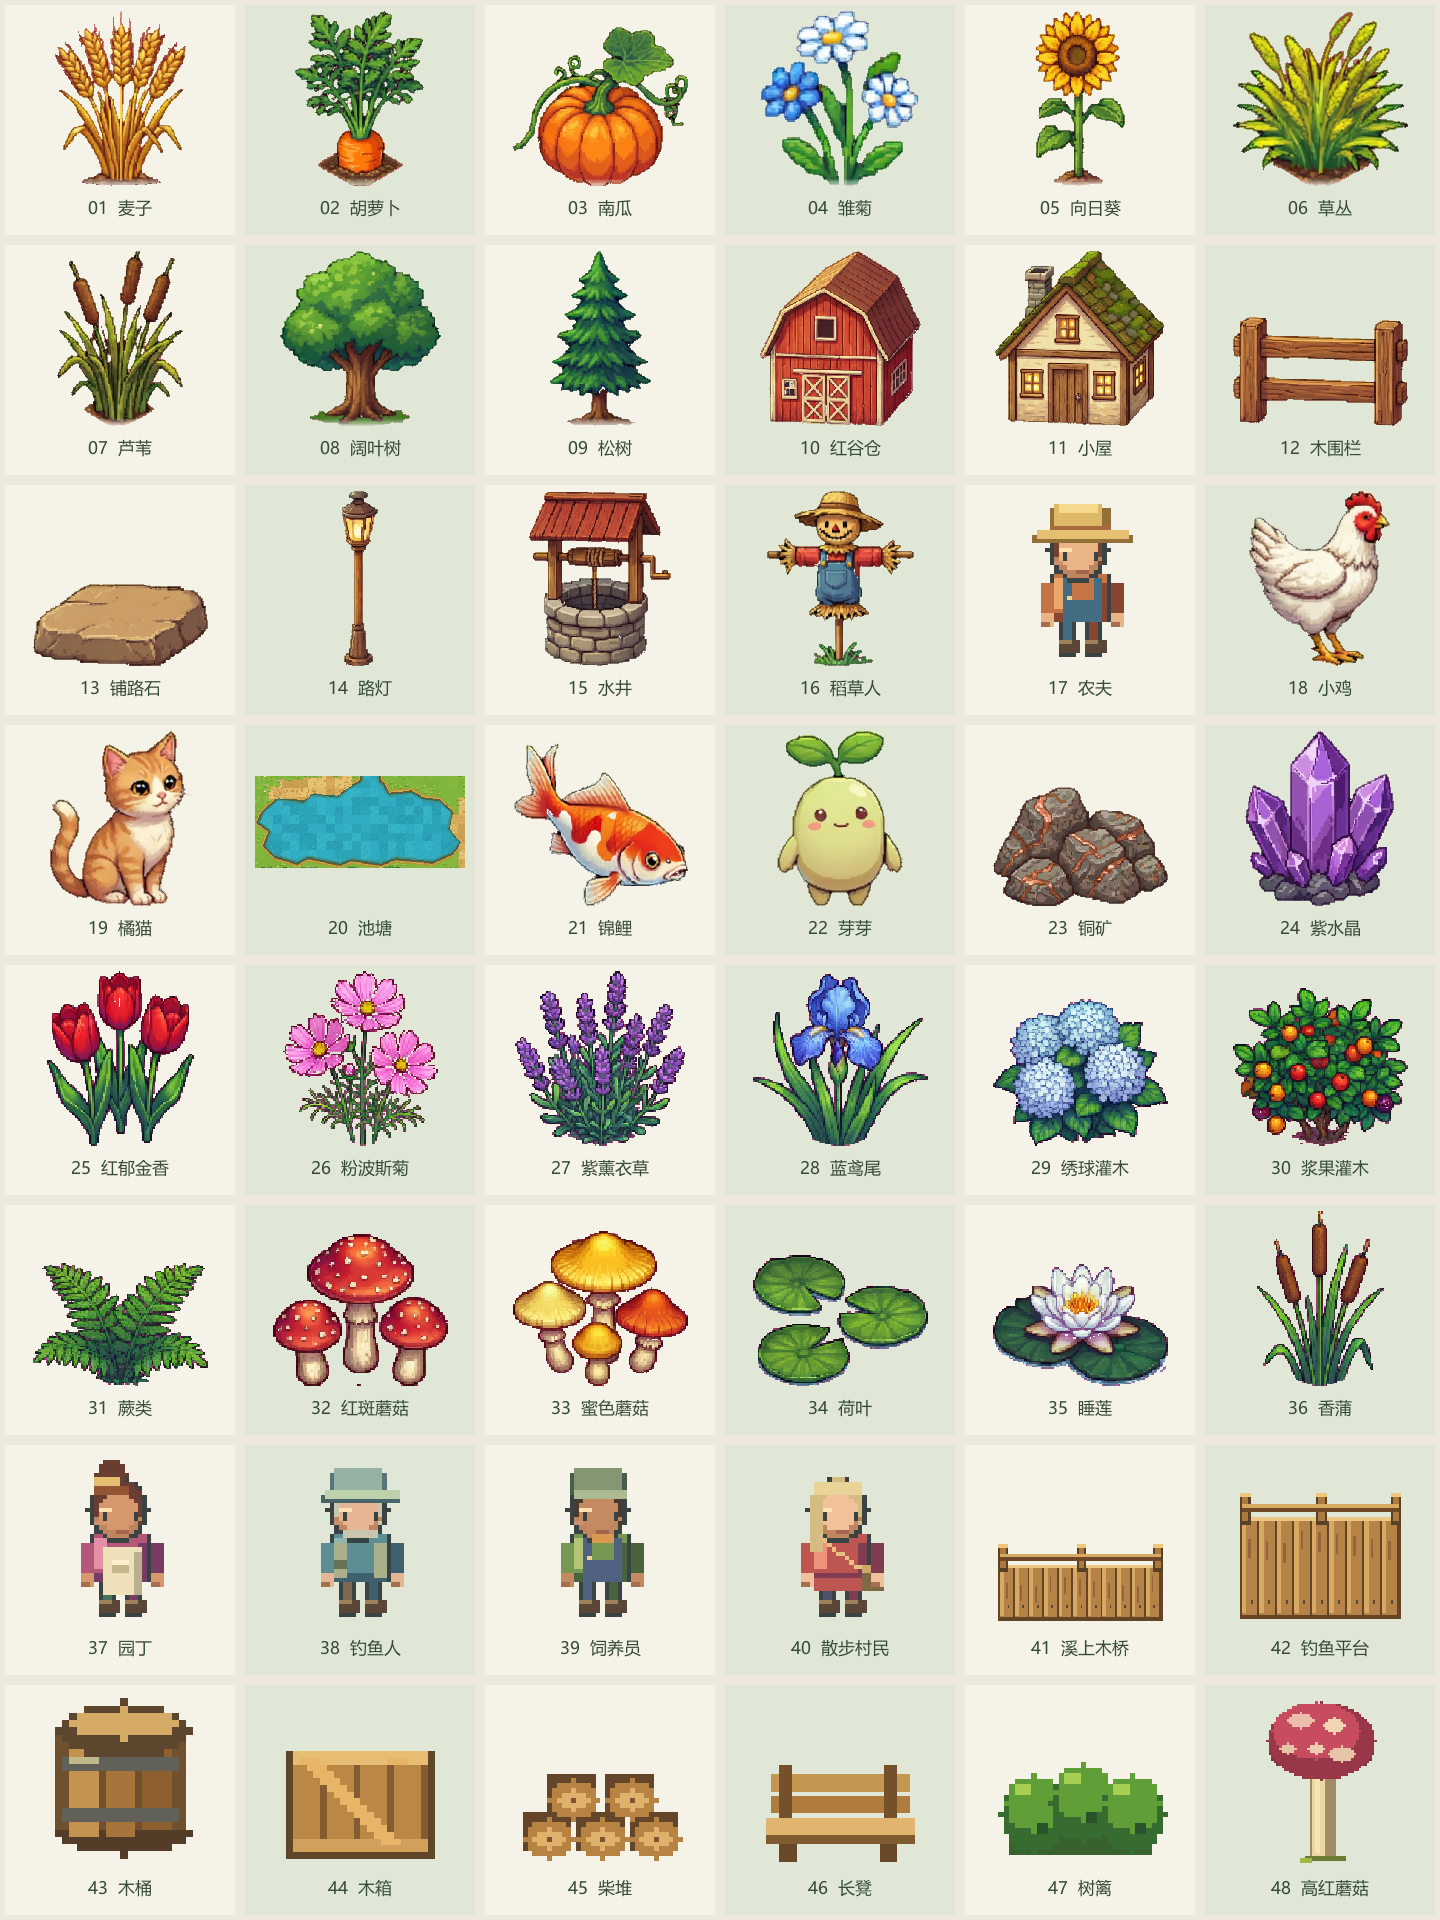 01 麦子
02 胡萝卜
03 南瓜
04 雏菊
05 向日葵
06 草丛
07 芦苇
08 阔叶树
09 松树
10 红谷仓
11 小屋
12 木围栏
13 铺路石
14 路灯
15 水井
16 稻草人
17 农夫
18 小鸡
19 橘猫
20 池塘
21 锦鲤
22 芽芽
23 铜矿
24 紫水晶
25 红郁金香
26 粉波斯菊
27 紫薰衣草
28 蓝鸢尾
29 绣球灌木
30 浆果灌木
31 蕨类
32 红斑蘑菇
33 蜜色蘑菇
34 荷叶
35 睡莲
36 香蒲
37 园丁
38 钓鱼人
39 饲养员
40 散步村民
41 溪上木桥
42 钓鱼平台
43 木桶
44 木箱
45 柴堆
46 长凳
47 树篱
48 高红蘑菇